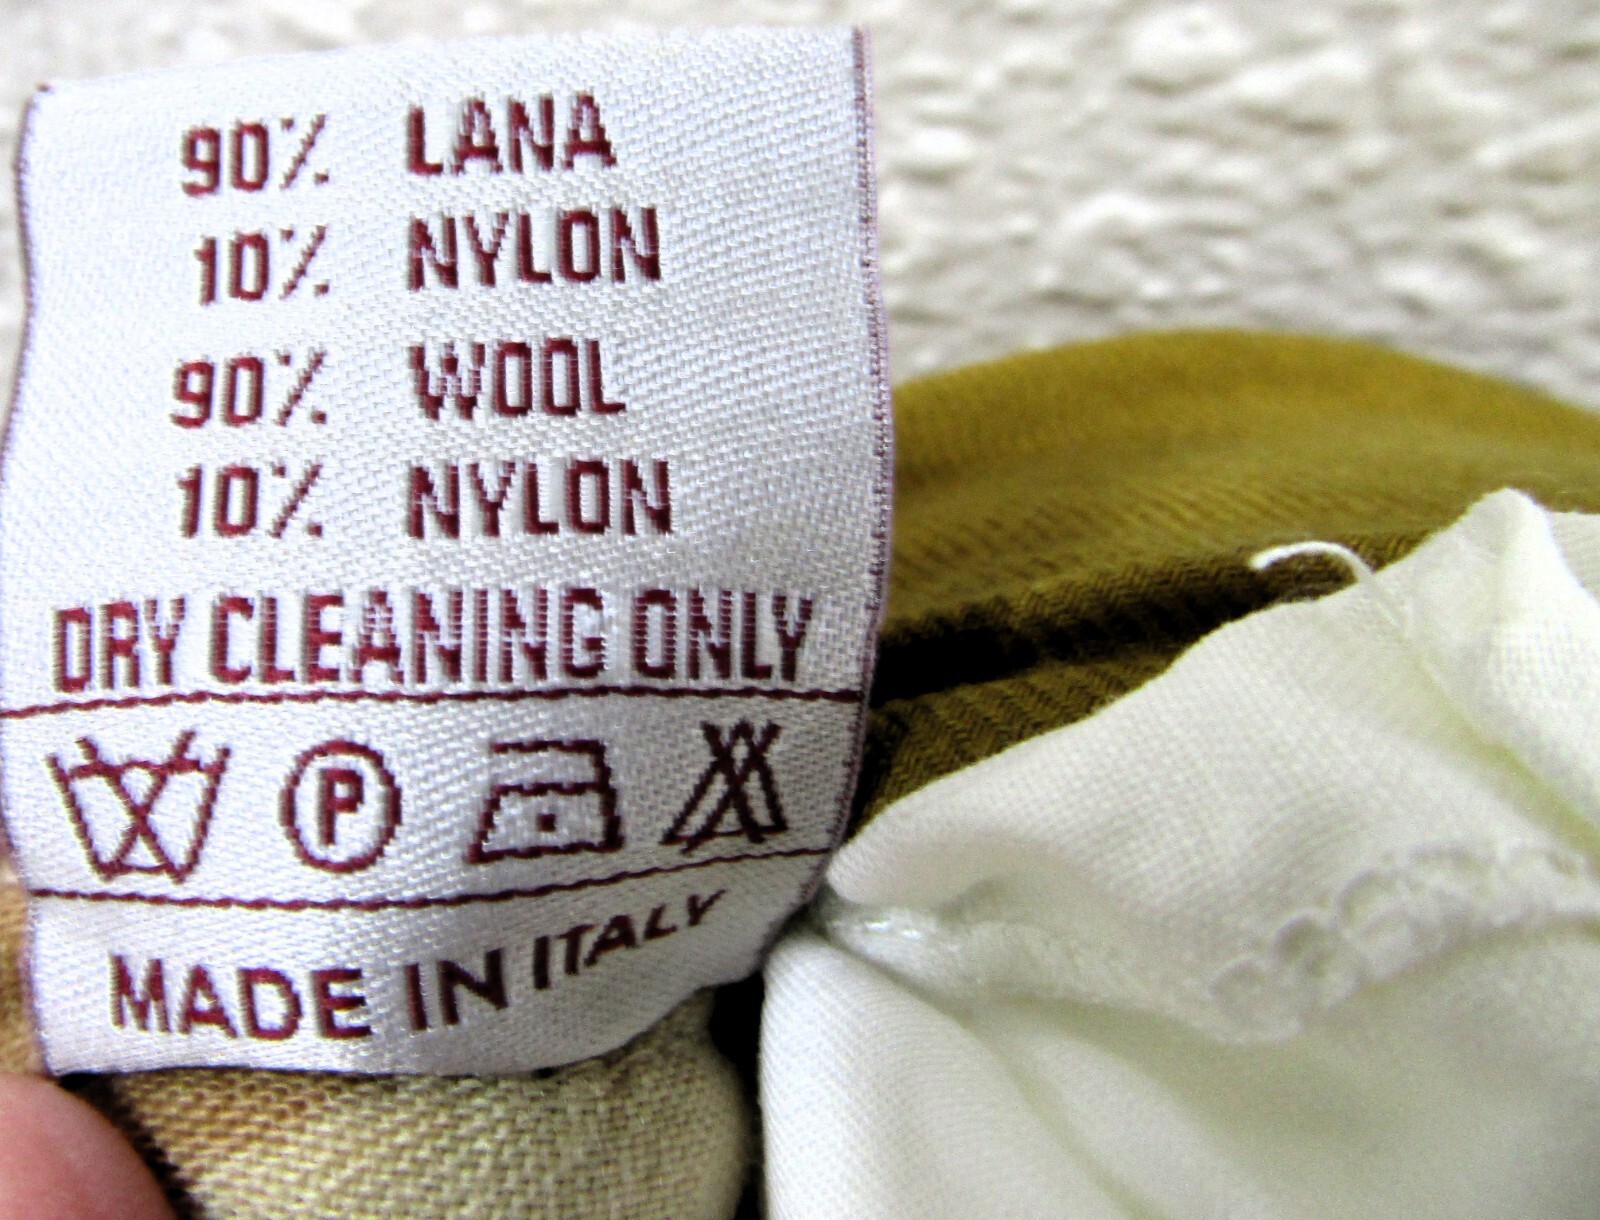 90% LANA
10% NYLON
90% WOOL
10% NYLON
DRY CLEANING ONLY
P
MADE IN ITALY